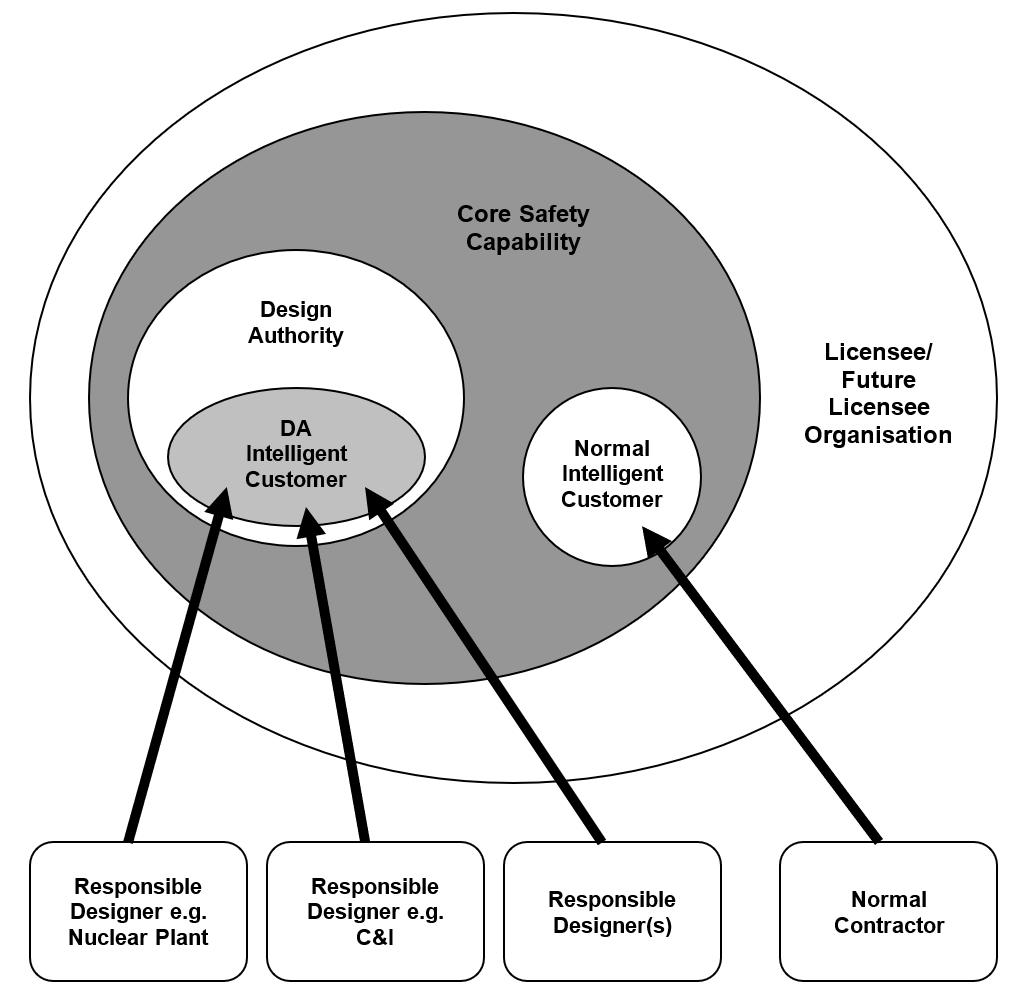 Core Safety
Capability
Design
Authority
Licensee/
Future
Licensee
Organisation
DA
Intelligent
Customer
Normal
Intelligent
Customer
Responsible
Designer e.g.
Nuclear Plant
Responsible
Designer e.g.
C&I
Responsible
Designer(s)
Normal
Contractor